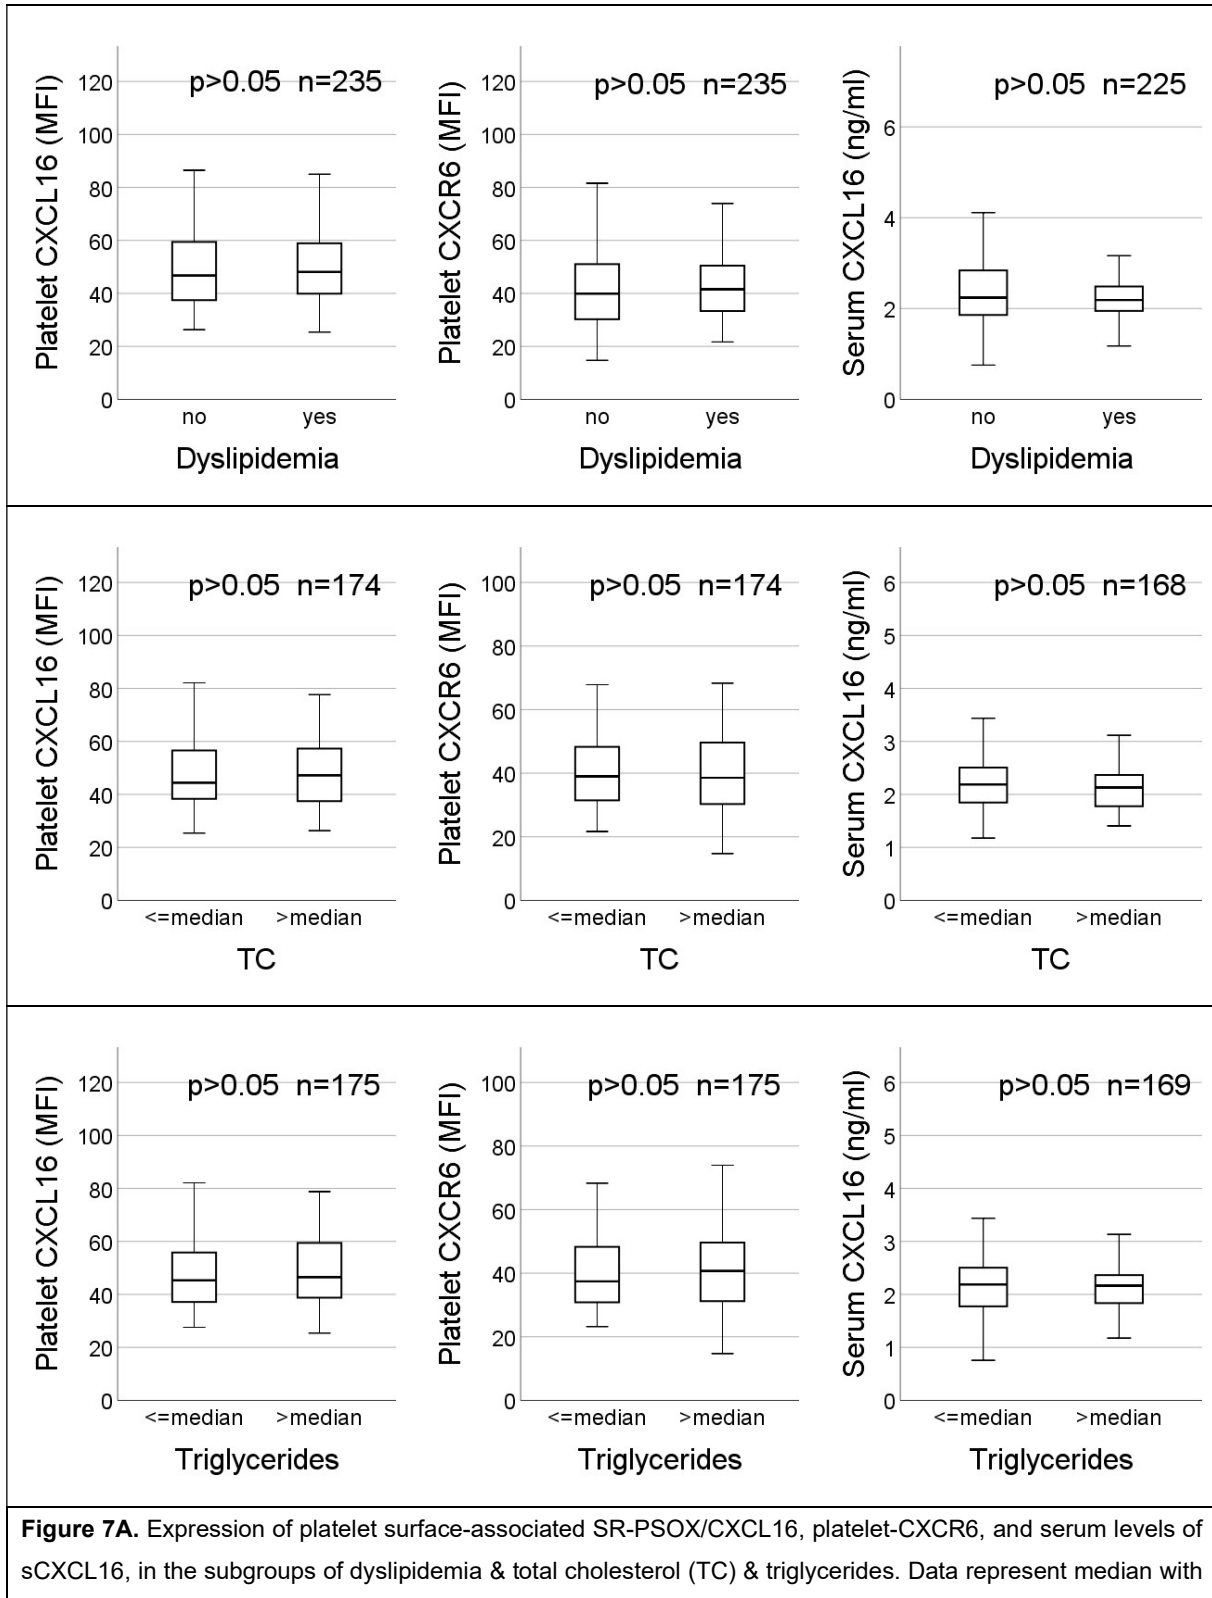 Platelet CXCL16 (MFI)
120
100
80
60
40
20
0
p>0.05 n=235
no yes
Dyslipidemia
Platelet CXCR6 (MFI)
120
100
80
60
40
20
0
p>0.05 n=235
no yes
Dyslipidemia
Serum CXCL16 (ng/ml)
6
4
2
0
p>0.05 n=225
no yes
Dyslipidemia
Platelet CXCL16 (MFI)
120
100
80
60
40
20
0
p>0.05 n=174
<=median >median
TC
Platelet CXCR6 (MFI)
100
80
60
40
20
0
p>0.05 n=174
<=median >median
TC
Serum CXCL16 (ng/ml)
6
5
4
3
2
1
0
p>0.05 n=168
<=median >median
TC
Platelet CXCL16 (MFI)
120
100
80
60
40
20
0
p>0.05 n=175
<=median >median
Triglycerides
Platelet CXCR6 (MFI)
100
80
60
40
20
0
p>0.05 n=175
<=median >median
Triglycerides
Serum CXCL16 (ng/ml)
6
5
4
3
2
1
0
p>0.05 n=169
<=median >median
Triglycerides
Figure 7A. Expression of platelet surface-associated SR-PSOX/CXCL16, platelet-CXCR6, and serum levels of
sCXCL16, in the subgroups of dyslipidemia & total cholesterol (TC) & triglycerides. Data represent median with